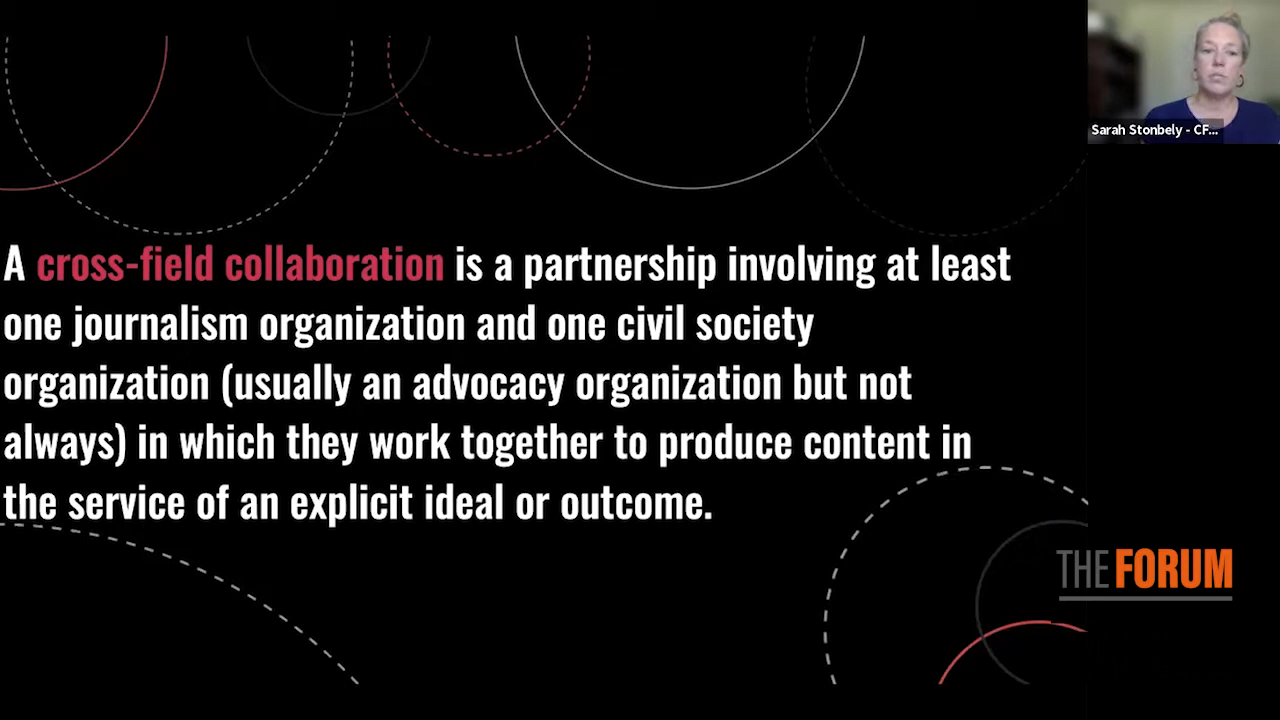 Sarah Stonbely - CF...
A cross-field collaboration is a partnership involving at least
one journalism organization and one civil society
organization (usually an advocacy organization but not
always) in which they work together to produce content in
the service of an explicit ideal or outcome.
THE FORUM